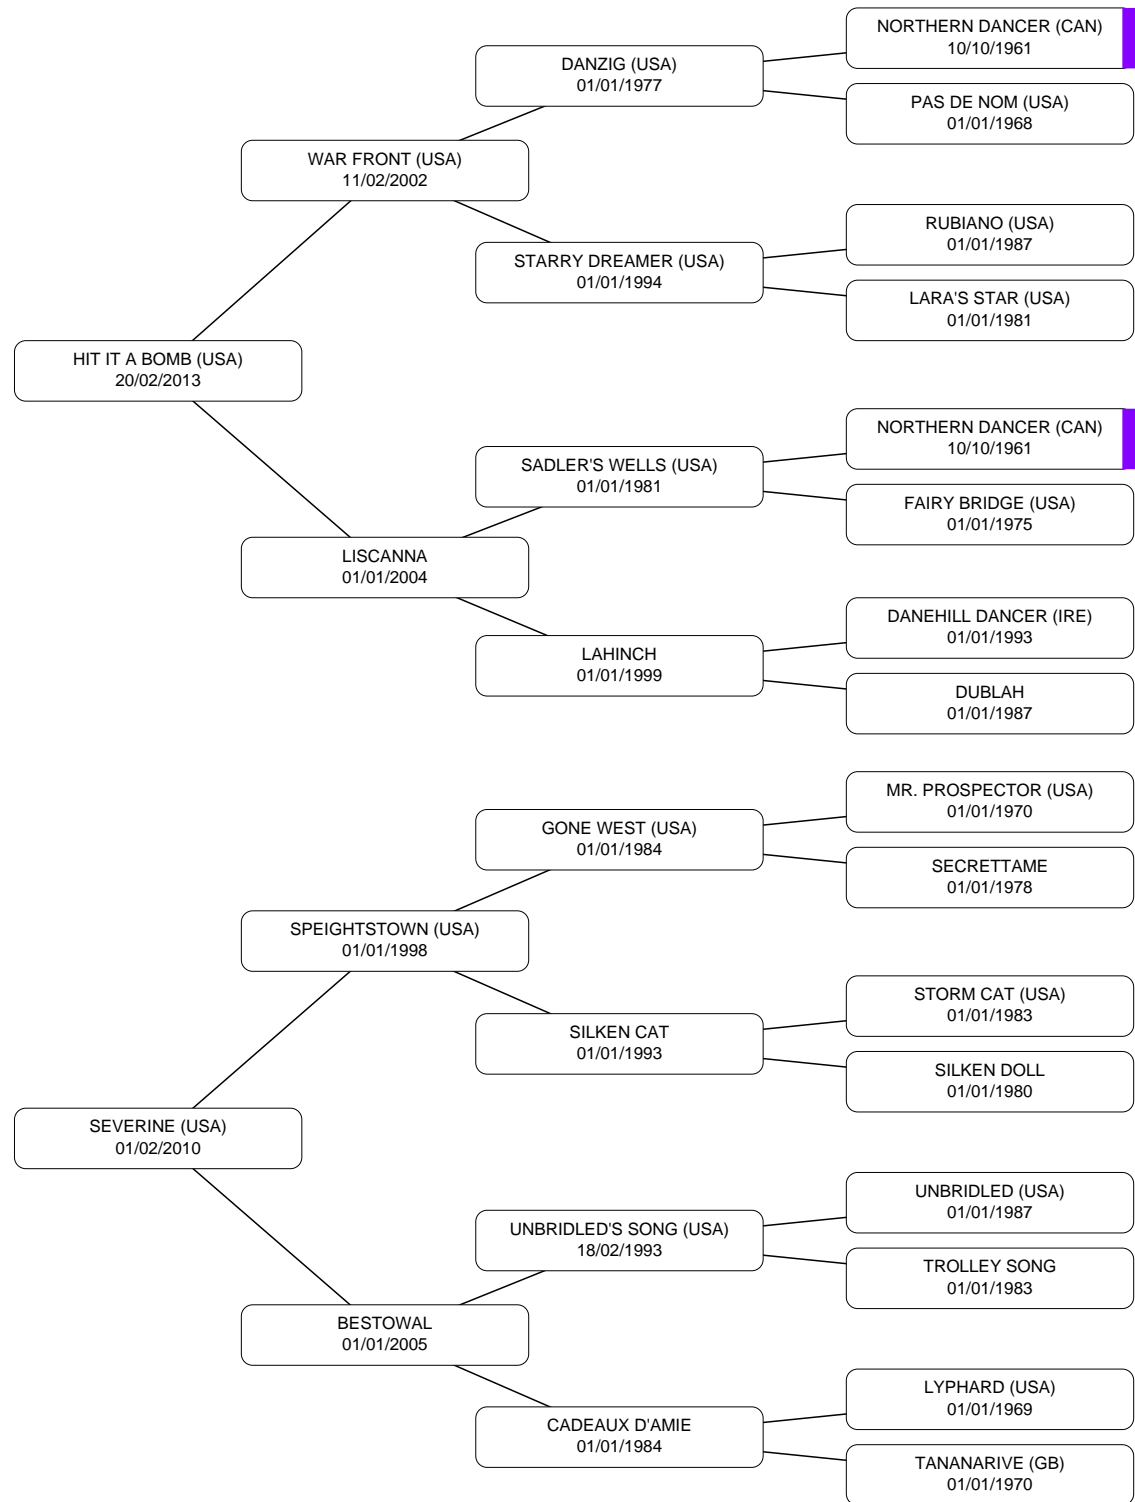 NORTHERN DANCER (CAN)
10/10/1961
DANZIG (USA)
01/01/1977
PAS DE NOM (USA)
01/01/1968
WAR FRONT (USA)
11/02/2002
RUBIANO (USA)
01/01/1987
STARRY DREAMER (USA)
01/01/1994
LARA'S STAR (USA)
01/01/1981
HIT IT A BOMB (USA)
20/02/2013
NORTHERN DANCER (CAN)
10/10/1961
SADLER'S WELLS (USA)
01/01/1981
FAIRY BRIDGE (USA)
01/01/1975
LISCANNA
01/01/2004
DANEHILL DANCER (IRE)
01/01/1993
LAHINCH
01/01/1999
DUBLAH
01/01/1987
MR. PROSPECTOR (USA)
01/01/1970
GONE WEST (USA)
01/01/1984
SECRETTAME
01/01/1978
SPEIGHTSTOWN (USA)
01/01/1998
STORM CAT (USA)
01/01/1983
SILKEN CAT
01/01/1993
SILKEN DOLL
01/01/1980
SEVERINE (USA)
01/02/2010
UNBRIDLED (USA)
01/01/1987
UNBRIDLED'S SONG (USA)
18/02/1993
TROLLEY SONG
01/01/1983
BESTOWAL
01/01/2005
LYPHARD (USA)
01/01/1969
CADEAUX D'AMIE
01/01/1984
TANANARIVE (GB)
01/01/1970